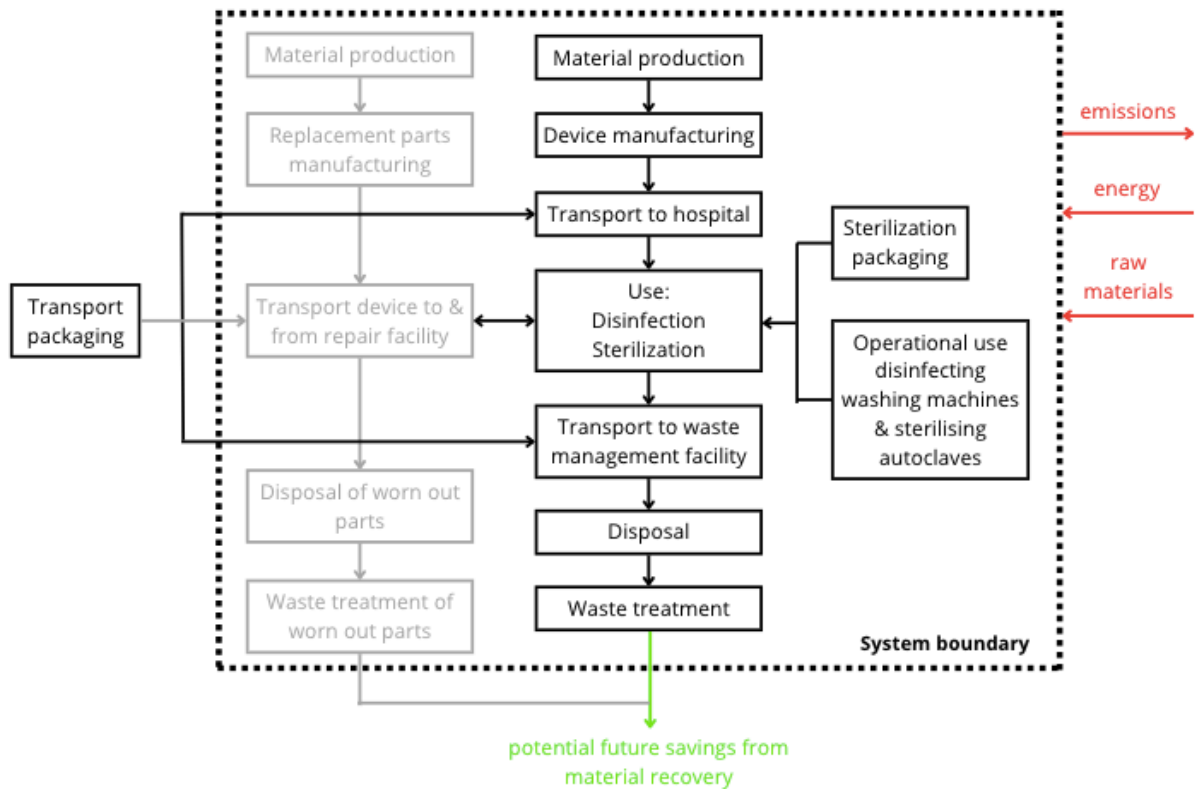 Material production
Replacement parts
manufacturing
Transport device to &
from repair facility
Disposal of worn out
parts
Waste treatment of
worn out parts
Transport
packaging
Material production
Device manufacturing
Transport to hospital
Use:
Disinfection
Sterilization
Transport to waste
management facility
Disposal
Waste treatment
Sterilization
packaging
Operational use
disinfecting
washing machines
& sterilising
autoclaves
System boundary
emissions
energy
raw
materials
potential future savings from
material recovery